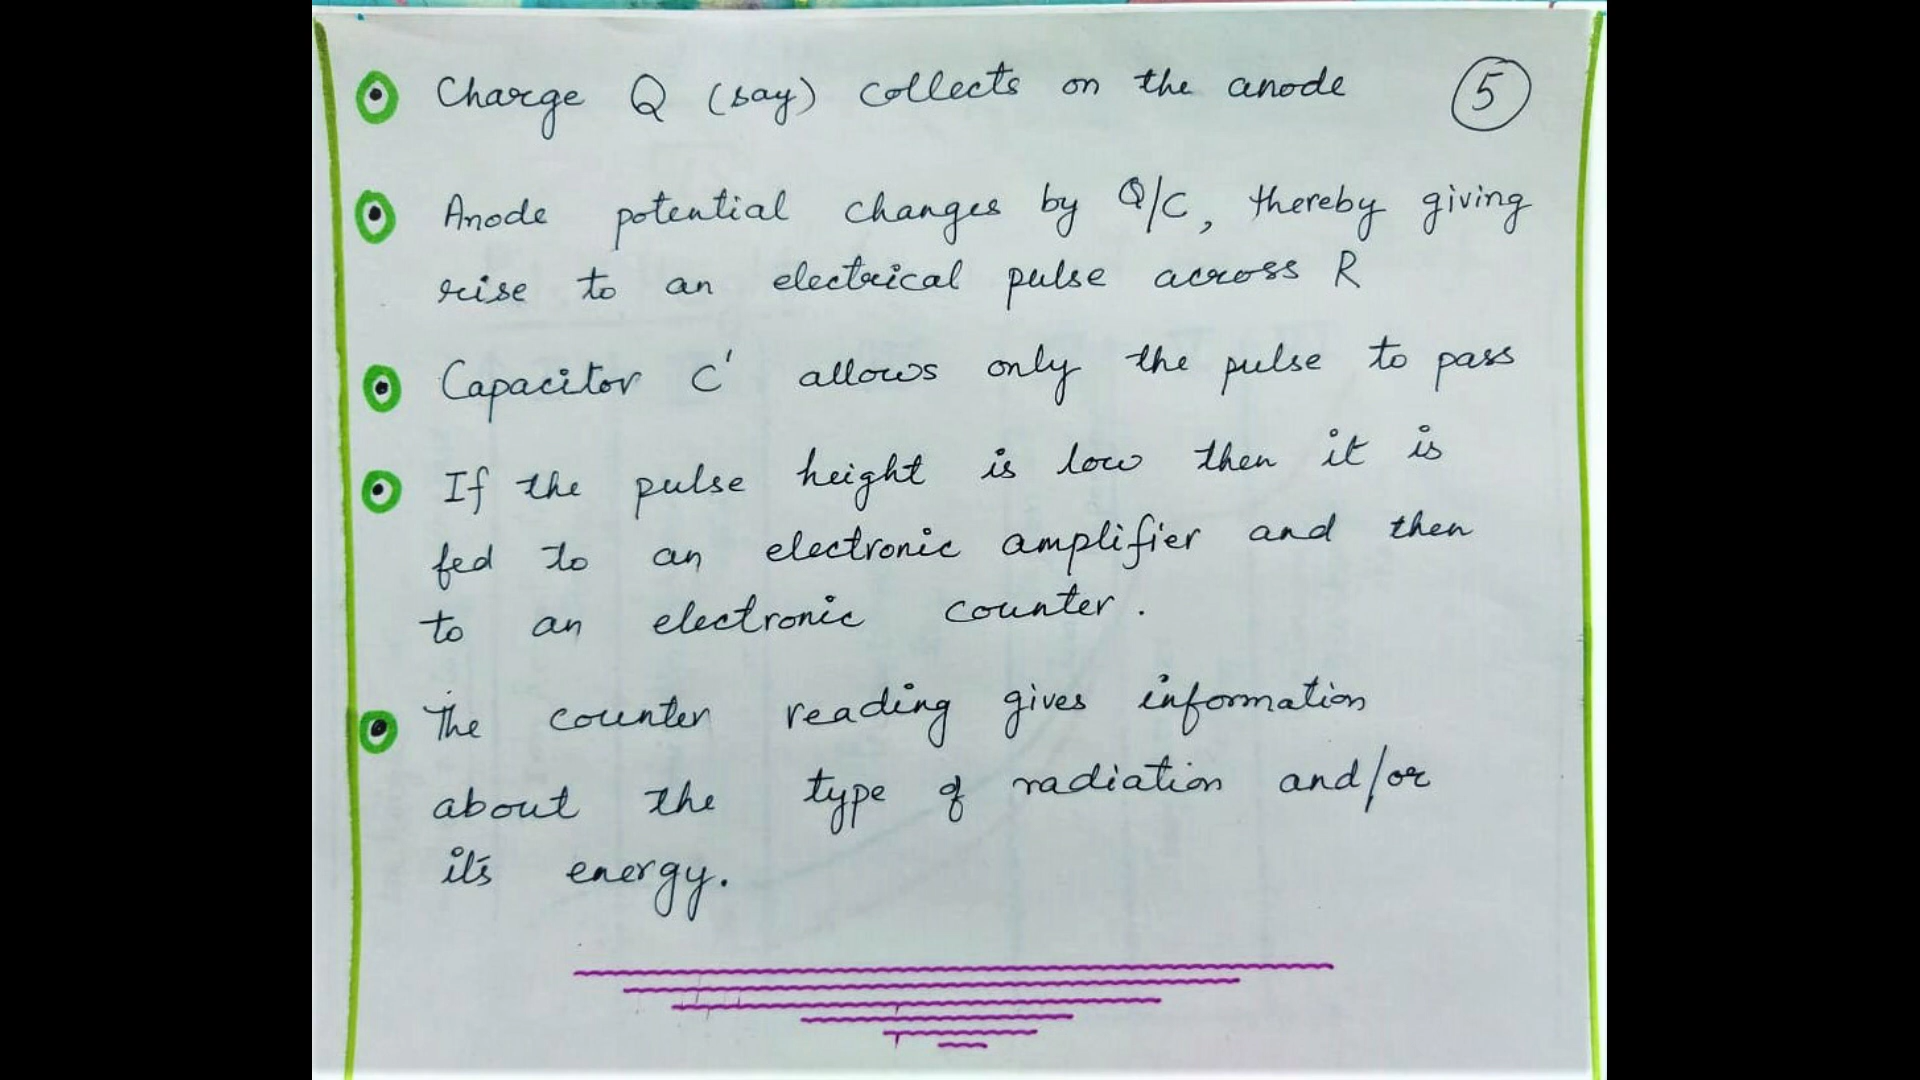 Charge Q (say) collects on the anode 5
Anode potential changes by Q/C, thereby giving
rise to an electrical pulse across R
Capacitor C' allows only the pulse to pass
If the pulse height is low then it is
fed to an electronic amplifier and then
to an electronic counter.
The counter reading gives information
about the type of radiation and/or
it's energy.